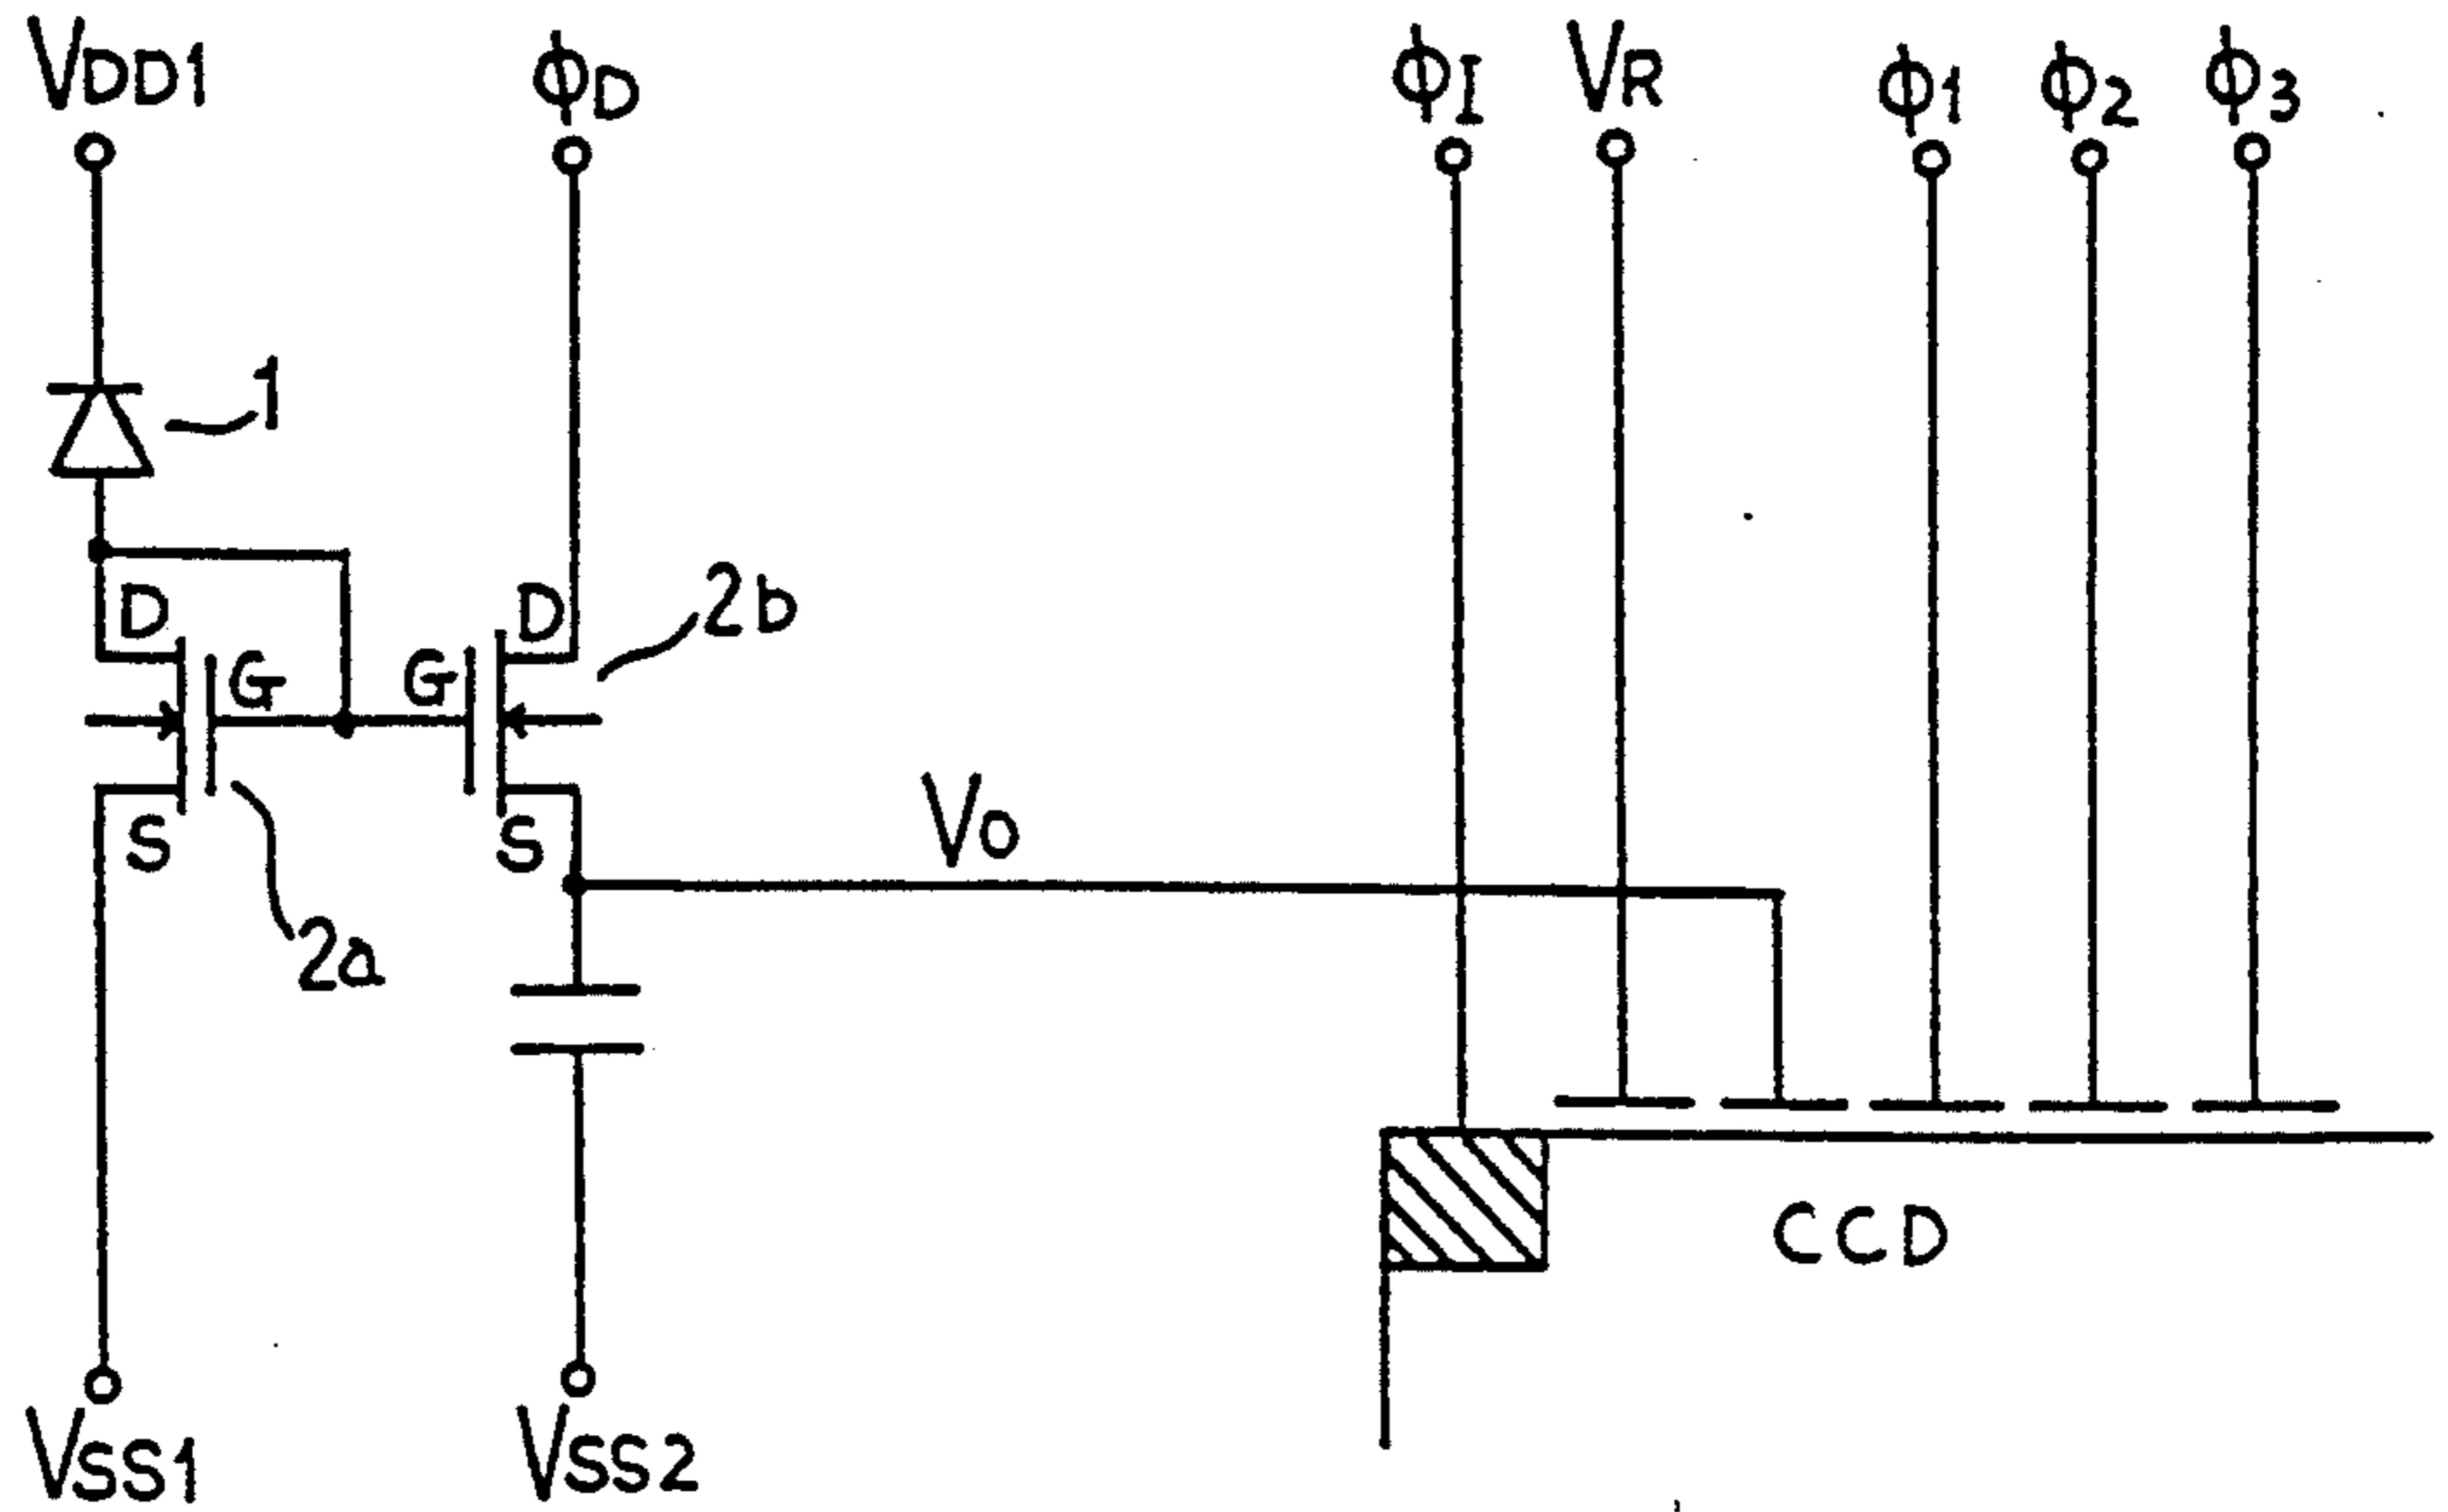 VDD1 ϕD ϕI VR ϕ1 ϕ2 ϕ3
1
D D 2b
G G
S S Vo
2a
CCD
VSS1 VSS2